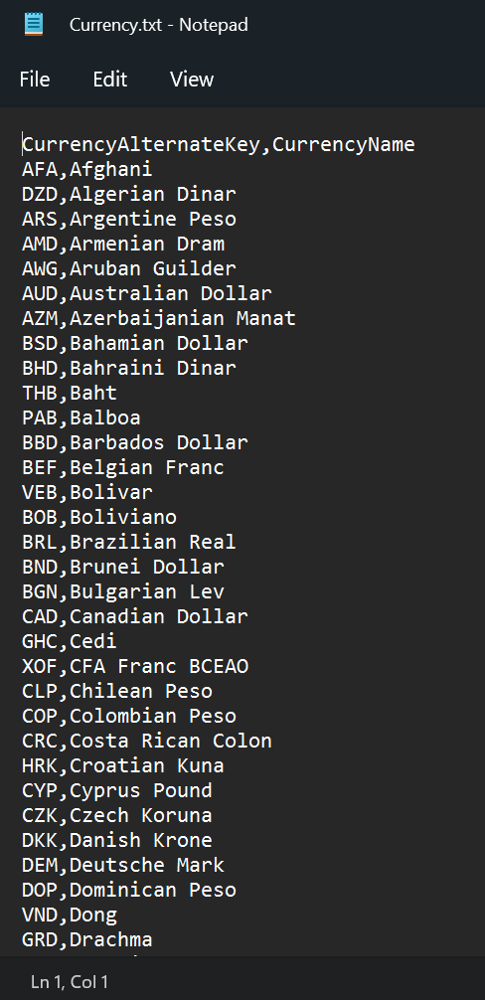 Currency.txt - Notepad
File Edit View
CurrencyAlternateKey,CurrencyName
AFA,Afghani
DZD,Algerian Dinar
ARS,Argentine Peso
AMD,Armenian Dram
AWG,Aruban Guilder
AUD,Australian Dollar
AZM,Azerbaijanian Manat
BSD,Bahamian Dollar
BHD,Bahraini Dinar
THB,Baht
PAB,Balboa
BBD,Barbados Dollar
BEF,Belgian Franc
VEB,Bolivar
BOB,Boliviano
BRL,Brazilian Real
BND,Brunei Dollar
BGN,Bulgarian Lev
CAD,Canadian Dollar
GHC,Cedi
XOF,CFA Franc BCEAO
CLP,Chilean Peso
COP,Colombian Peso
CRC,Costa Rican Colon
HRK,Croatian Kuna
CYP,Cyprus Pound
CZK,Czech Koruna
DKK,Danish Krone
DEM,Deutsche Mark
DOP,Dominican Peso
VND,Dong
GRD,Drachma
Ln 1, Col 1